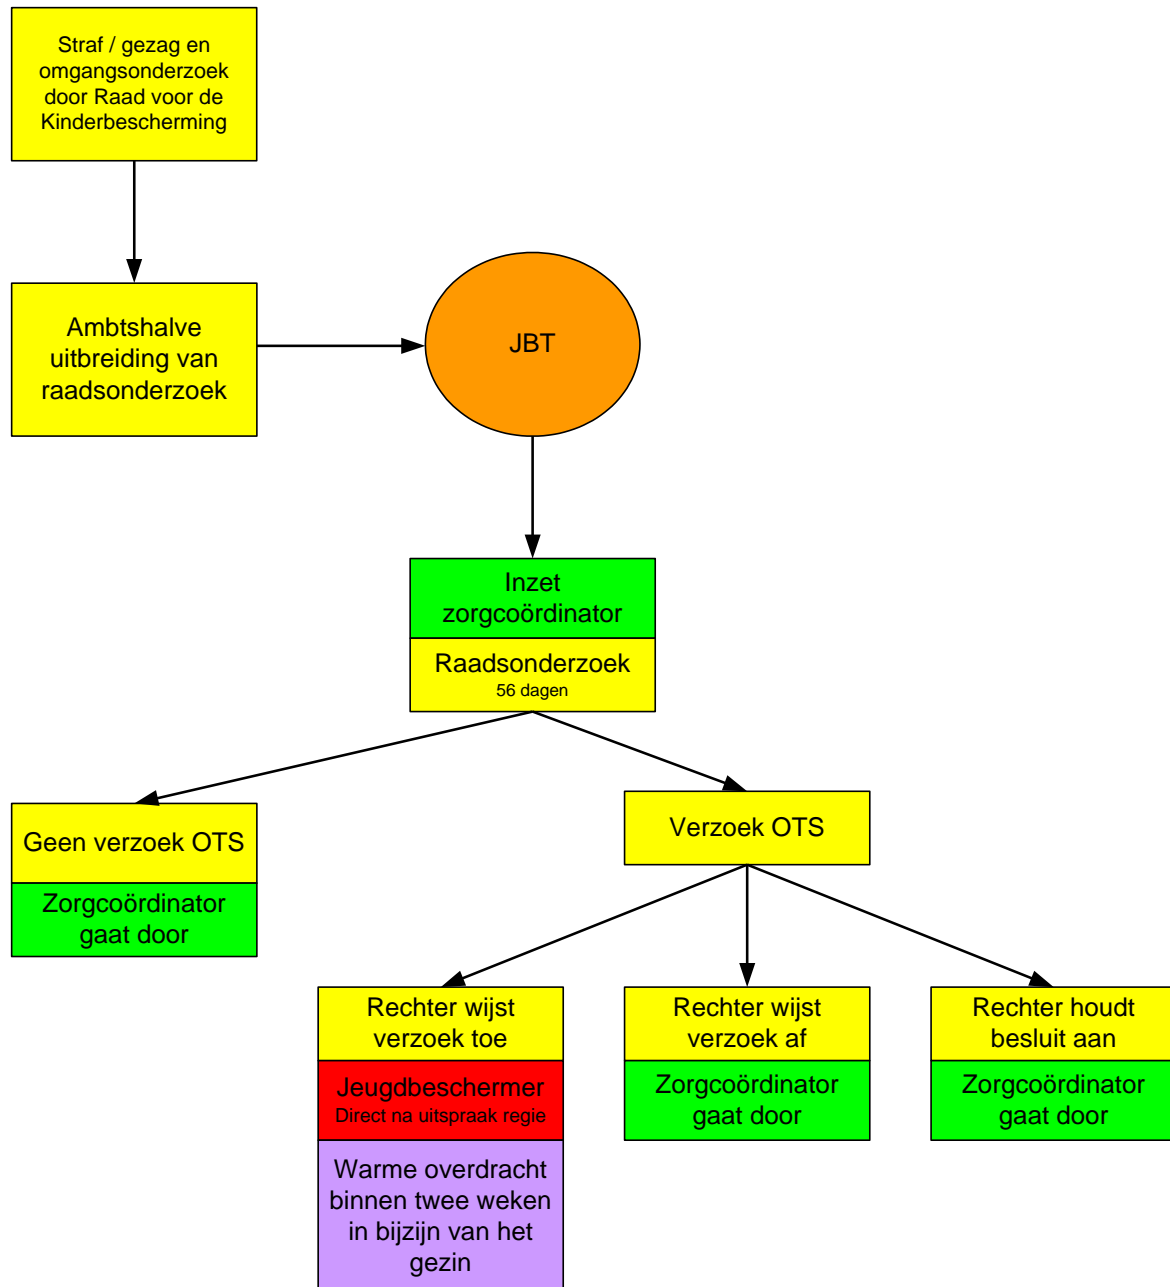 Straf / gezag en
omgangsonderzoek
door Raad voor de
Kinderbescherming
Ambtshalve
uitbreiding van
raadsonderzoek
JBT
Inzet
zorgcoördinator
Raadsonderzoek
56 dagen
Geen verzoek OTS
Zorgcoördinator
gaat door
Verzoek OTS
Rechter wijst
verzoek toe
Jeugdbeschermer
Direct na uitspraak regie
Warme overdracht
binnen twee weken
in bijzijn van het
gezin
Rechter wijst
verzoek af
Zorgcoördinator
gaat door
Rechter houdt
besluit aan
Zorgcoördinator
gaat door